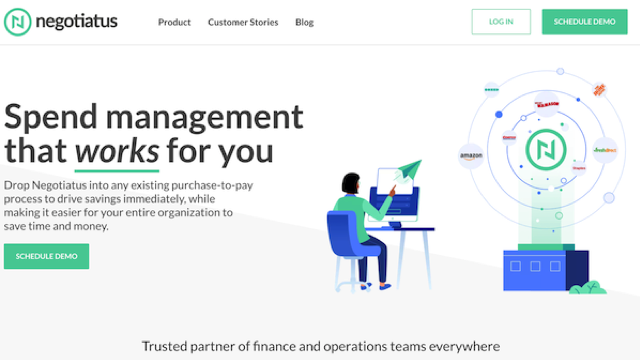 negotiatus
Product
Customer Stories
Blog
LOG IN
SCHEDULE DEMO
Spend management
that works for you
Drop Negotiatus into any existing purchase-to-pay
process to drive savings immediately, while
making it easier for your entire organization to
save time and money.
SCHEDULE DEMO
amazon
Trusted partner of finance and operations teams everywhere